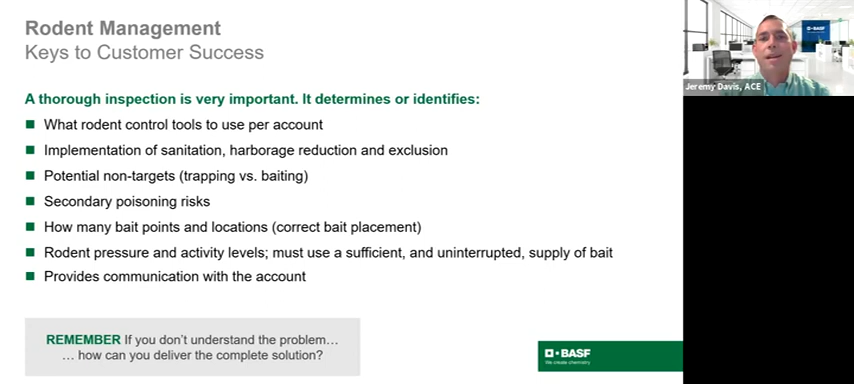 Rodent Management
Keys to Customer Success
A thorough inspection is very important. It determines or identifies:
What rodent control tools to use per account
Implementation of sanitation, harborage reduction and exclusion
Potential non-targets (trapping vs. baiting)
Secondary poisoning risks
How many bait points and locations (correct bait placement)
Rodent pressure and activity levels; must use a sufficient, and uninterrupted, supply of bait
Provides communication with the account
REMEMBER If you don’t understand the problem…
… how can you deliver the complete solution?
BASF
We create chemistry
BASF
Jeremy Davis, ACE